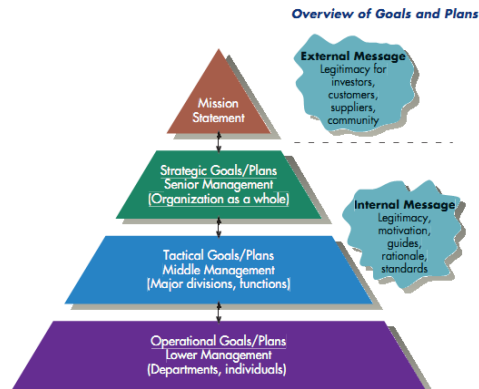 Overview of Goals and Plans
External Message
Legitimacy for
investors,
customers,
suppliers,
community
Mission
Statement
Strategic Goals/Plans
Senior Management
(Organization as a whole)
Internal Message
Legitimacy,
motivation,
guides,
rationale,
standards
Tactical Goals/Plans
Middle Management
(Major divisions, functions)
Operational Goals/Plans
Lower Management
(Departments, individuals)